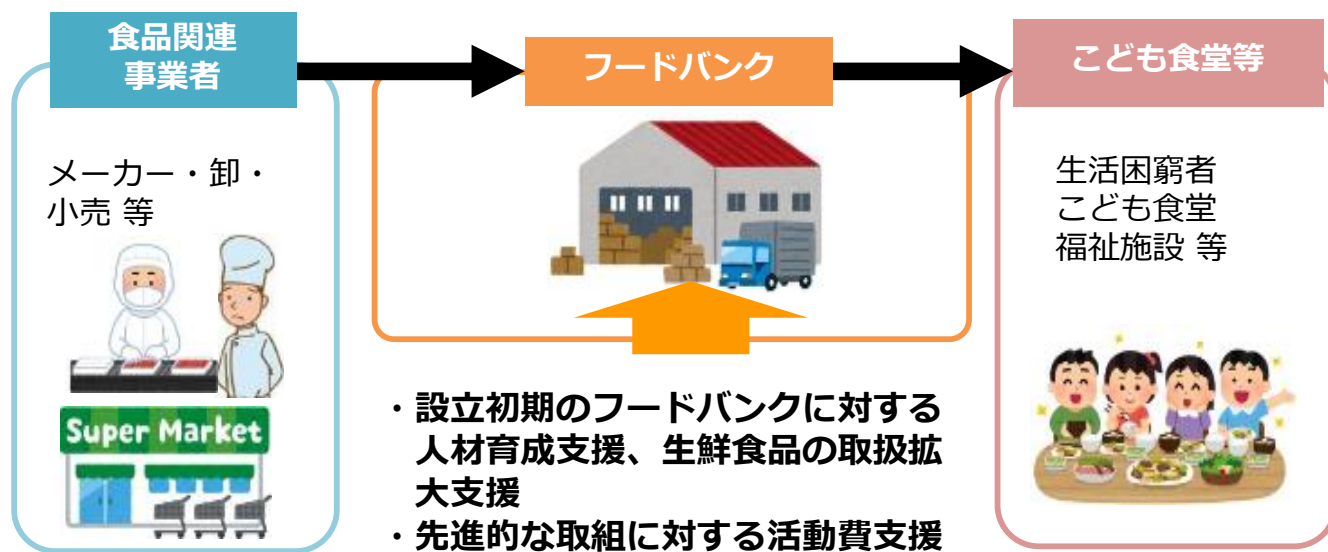 食品関連
事業者
フードバンク
こども食堂等
メーカー・卸・
小売 等
Super Market
・設立初期のフードバンクに対する
人材育成支援、生鮮食品の取扱拡
大支援
・先進的な取組に対する活動費支援
生活困窮者
こども食堂
福祉施設 等